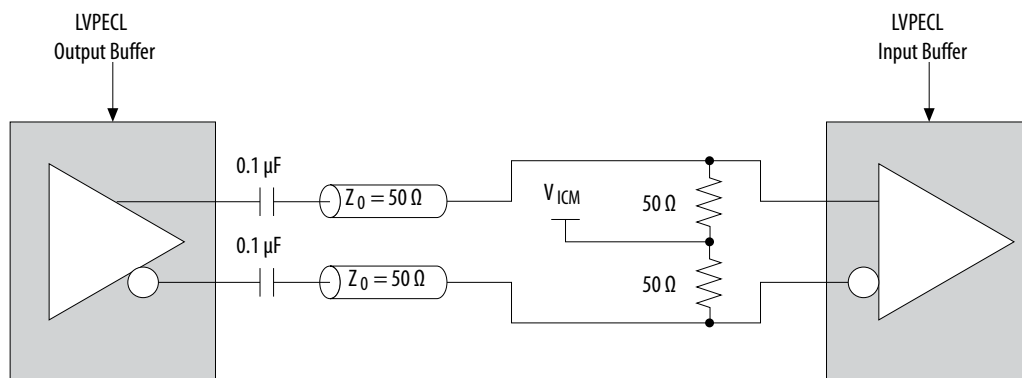 LVPECL
Output Buffer
LVPECL
Input Buffer
0.1 µF
Z0 = 50 Ω
V ICM
50 Ω
0.1 µF
Z0 = 50 Ω
50 Ω